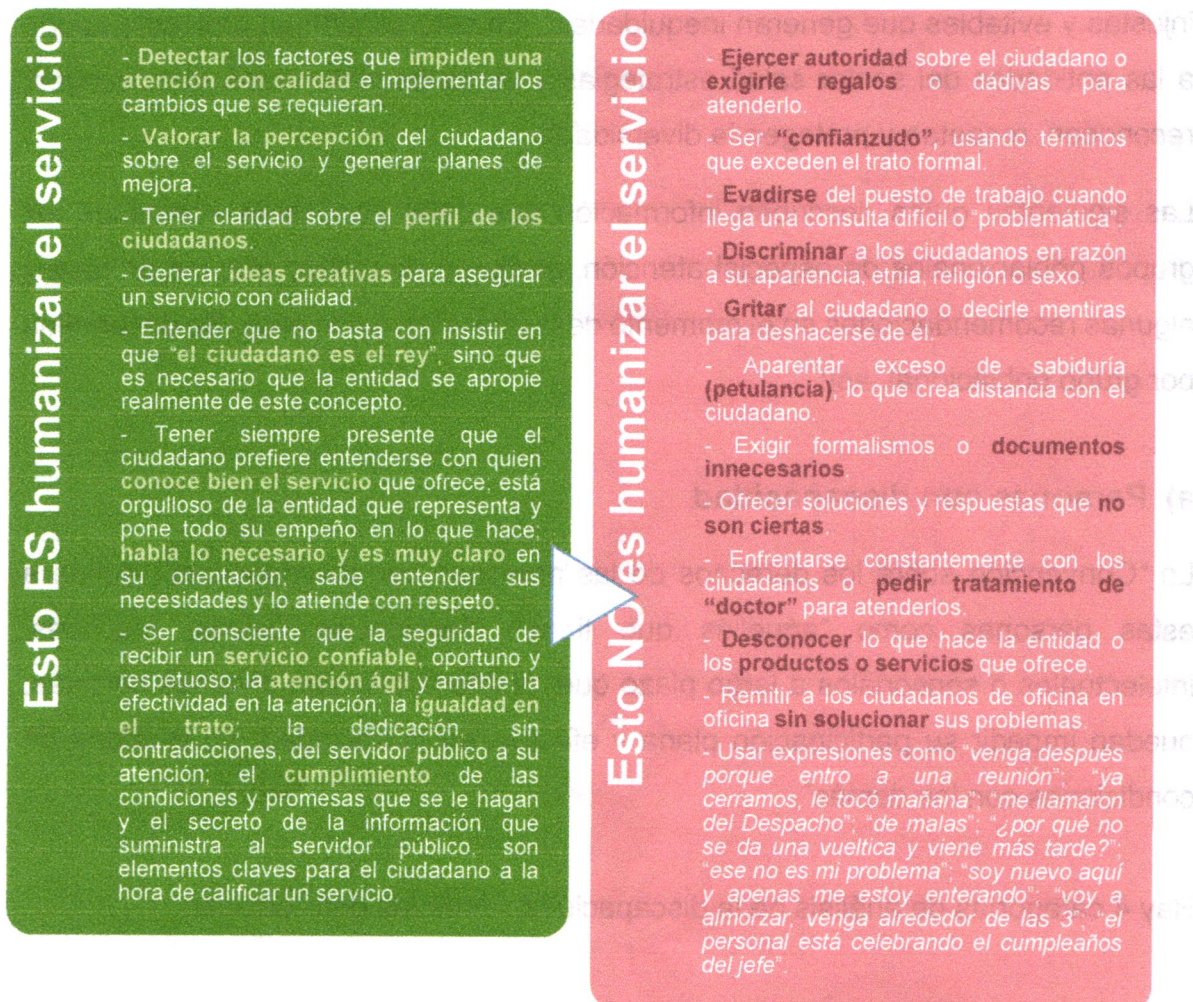 Esto ES humanizar el servicio
- Detectar los factores que impiden una
atención con calidad e implementar los
cambios que se requieran.
- Valorar la percepción del ciudadano
sobre el servicio y generar planes de
mejora.
- Tener claridad sobre el perfil de los
ciudadanos.
- Generar ideas creativas para asegurar
un servicio con calidad.
- Entender que no basta con insistir en
que "el ciudadano es el rey", sino que
es necesario que la entidad se apropie
realmente de este concepto.
- Tener siempre presente que el
ciudadano prefiere entenderse con quien
conoce bien el servicio que ofrece; está
orgulloso de la entidad que representa y
pone todo su empeño en lo que hace;
habla lo necesario y es muy claro en
su orientación; sabe entender sus
necesidades y lo atiende con respeto.
- Ser consciente que la seguridad de
recibir un servicio confiable, oportuno y
respetuoso; la atención ágil y amable; la
efectividad en la atención; la igualdad en
el trato; la dedicación, sin
contradicciones, del servidor público a su
atención; el cumplimiento de las
condiciones y promesas que se le hagan
y el secreto de la información que
suministra al servidor público, son
elementos claves para el ciudadano a la
hora de calificar un servicio.
Esto NO es humanizar el servicio
- Ejercer autoridad sobre el ciudadano o
exigirle regalos o dádivas para
atenderlo.
- Ser "confianzudo", usando términos
que exceden el trato formal.
- Evadirse del puesto de trabajo cuando
llega una consulta difícil o "problemática".
- Discriminar a los ciudadanos en razón
a su apariencia, etnia, religión o sexo.
- Gritar al ciudadano o decirle mentiras
para deshacerse de él.
- Aparentar exceso de sabiduría
(petulancia), lo que crea distancia con el
ciudadano.
- Exigir formalismos o documentos
innecesarios.
- Ofrecer soluciones y respuestas que no
son ciertas.
- Enfrentarse constantemente con los
ciudadanos o pedir tratamiento de
"doctor" para atenderlos.
- Desconocer lo que hace la entidad o
los productos o servicios que ofrece.
- Remitir a los ciudadanos de oficina en
oficina sin solucionar sus problemas.
- Usar expresiones como "venga después
porque entro a una reunión"; "ya
cerramos, le tocó mañana"; "me llamaron
del Despacho"; "de malas"; "¿por qué no
se da una vueltica y viene más tarde?";
"ese no es mi problema"; "soy nuevo aquí
y apenas me estoy enterando"; "voy a
almorzar, venga alrededor de las 3"; "el
personal está celebrando el cumpleaños
del jefe".